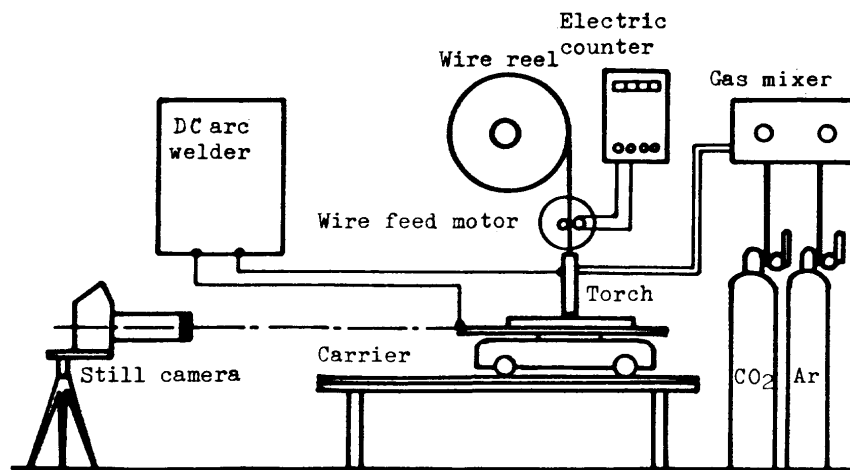 Electric
counter
Wire reel
Gas mixer
DC arc
welder
Wire feed motor
Torch
Carrier
Still camera
CO2
Ar